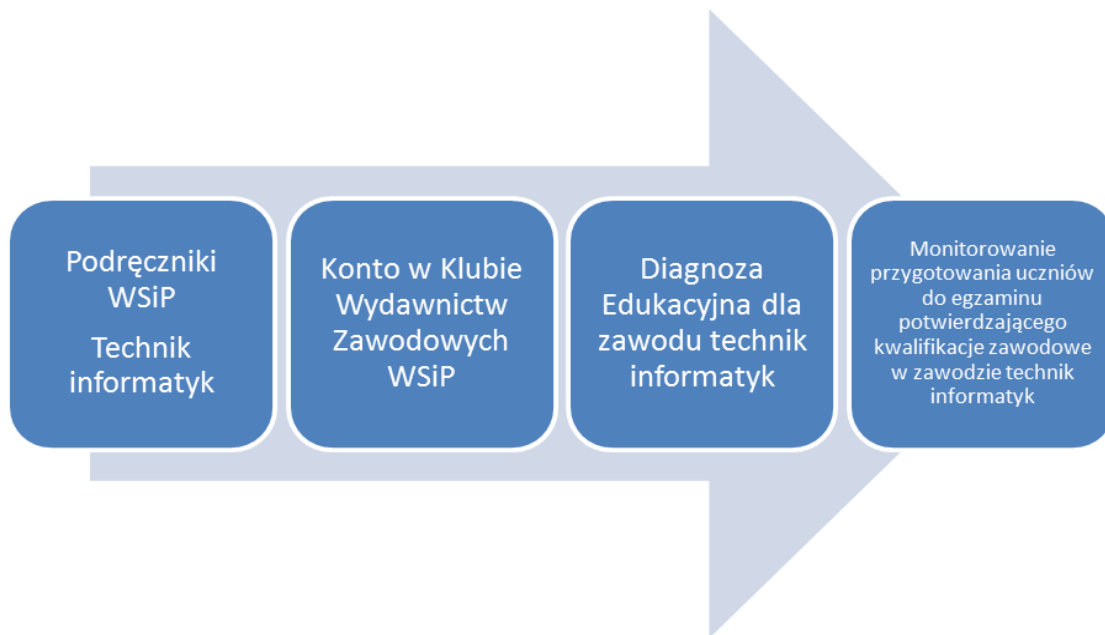 Podręczniki
WSiP
Technik
informatyk
Konto w Klubie
Wydawnictw
Zawodowych
WSiP
Diagnoza
Edukacyjna dla
zawodu technik
informatyk
Monitorowanie
przygotowania uczniów
do egzaminu
potwierdzającego
kwalifikacje zawodowe
w zawodzie technik
informatyk